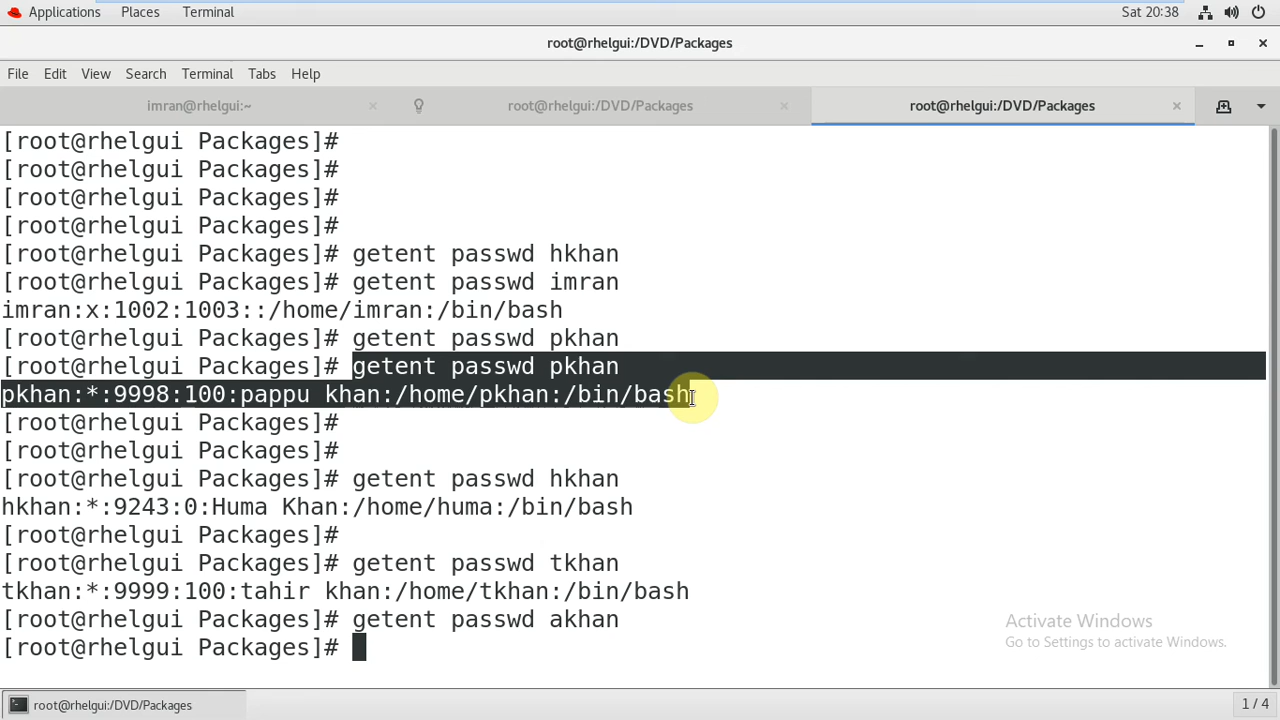 Applications Places Terminal Sat 20:38
root@rhelgui:/DVD/Packages
File Edit View Search Terminal Tabs Help
imran@rhelgui:~ root@rhelgui:/DVD/Packages root@rhelgui:/DVD/Packages
[root@rhelgui Packages]#
[root@rhelgui Packages]#
[root@rhelgui Packages]#
[root@rhelgui Packages]#
[root@rhelgui Packages]# getent passwd hkhan
[root@rhelgui Packages]# getent passwd imran
imran:x:1002:1003::/home/imran:/bin/bash
[root@rhelgui Packages]# getent passwd pkhan
[root@rhelgui Packages]# getent passwd pkhan
pkhan:*:9998:100:pappu khan:/home/pkhan:/bin/bash
[root@rhelgui Packages]#
[root@rhelgui Packages]#
[root@rhelgui Packages]# getent passwd hkhan
hkhan:*:9243:0:Huma Khan:/home/huma:/bin/bash
[root@rhelgui Packages]#
[root@rhelgui Packages]# getent passwd tkhan
tkhan:*:9999:100:tahir khan:/home/tkhan:/bin/bash
[root@rhelgui Packages]# getent passwd akhan
[root@rhelgui Packages]#
Activate Windows
Go to Settings to activate Windows.
root@rhelgui:/DVD/Packages 1 / 4